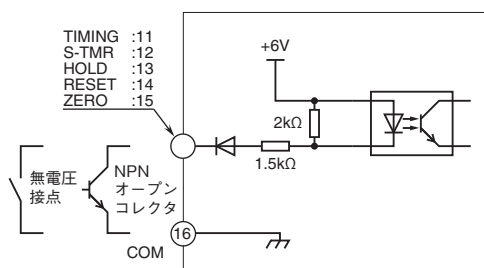 TIMING :11
S-TMR :12
HOLD :13
RESET :14
ZERO :15
+6V
2kΩ
1.5kΩ
無電圧
接点
NPN
オープン
コレクタ
16
COM